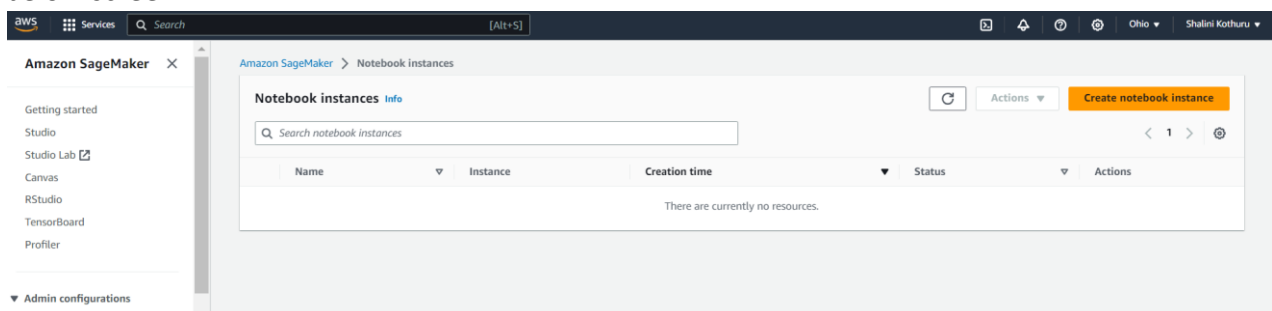 aws Services Search [Alt+S] Ohio Shalini Kothuru
Amazon SageMaker
Getting started
Studio
Studio Lab
Canvas
RStudio
TensorBoard
Profiler
Admin configurations
Amazon SageMaker > Notebook instances
Notebook instances Info
Actions
Create notebook instance
Search notebook instances
< 1 >
Name Instance Creation time Status Actions
There are currently no resources.